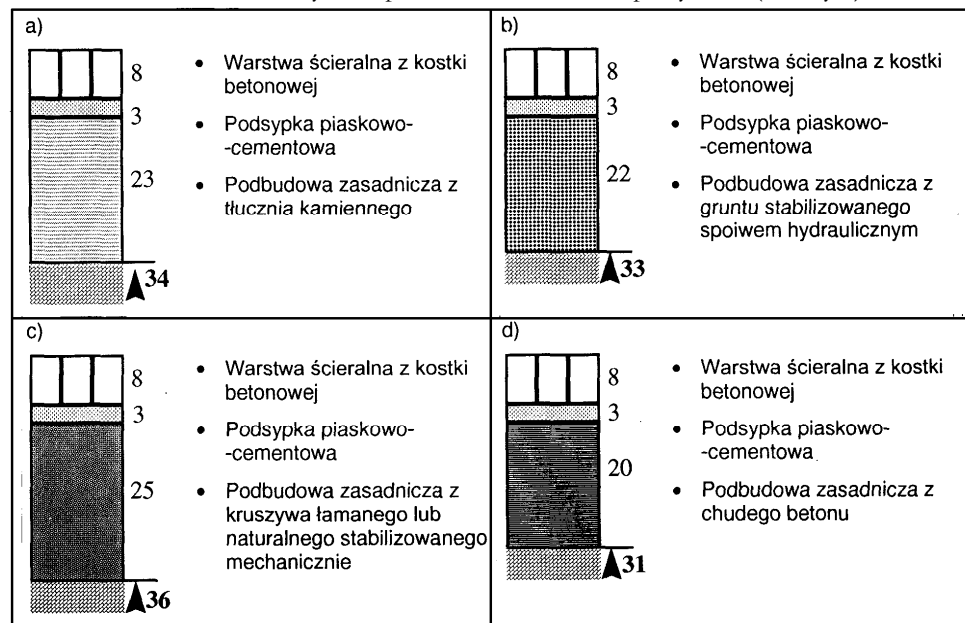 a)
8
3
23
34
• Warstwa ścieralna z kostki
betonowej
• Podsypka piaskowo-
-cementowa
• Podbudowa zasadnicza z
tłucznia kamiennego
b)
8
3
22
33
• Warstwa ścieralna z kostki
betonowej
• Podsypka piaskowo-
-cementowa
• Podbudowa zasadnicza z
gruntu stabilizowanego
spoiwem hydraulicznym
c)
8
3
25
36
• Warstwa ścieralna z kostki
betonowej
• Podsypka piaskowo-
-cementowa
• Podbudowa zasadnicza z
kruszywa łamanego lub
naturalnego stabilizowanego
mechanicznie
d)
8
3
20
31
• Warstwa ścieralna z kostki
betonowej
• Podsypka piaskowo-
-cementowa
• Podbudowa zasadnicza z
chudego betonu